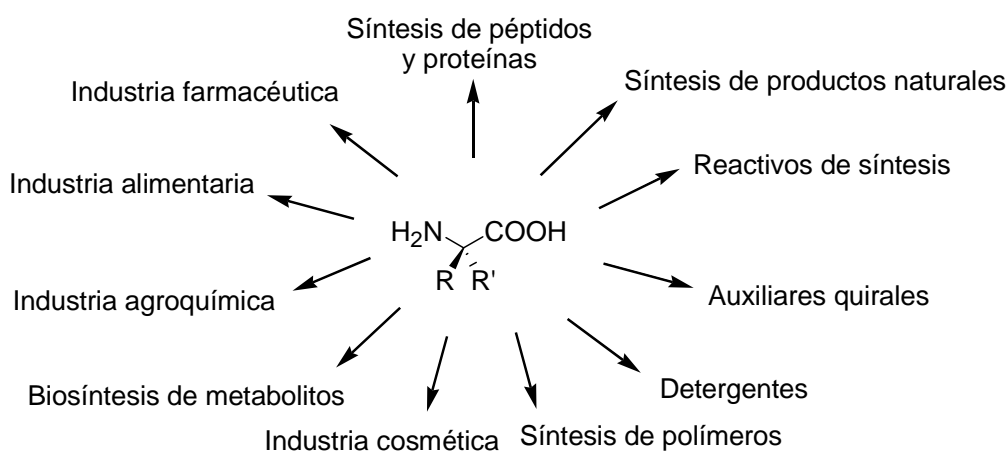 Síntesis de péptidos
y proteínas
Industria farmacéutica
Síntesis de productos naturales
Industria alimentaria
Reactivos de síntesis
H₂N COOH
R R'
Industria agroquímica
Auxiliares quirales
Biosíntesis de metabolitos
Detergentes
Industria cosmética
Síntesis de polímeros